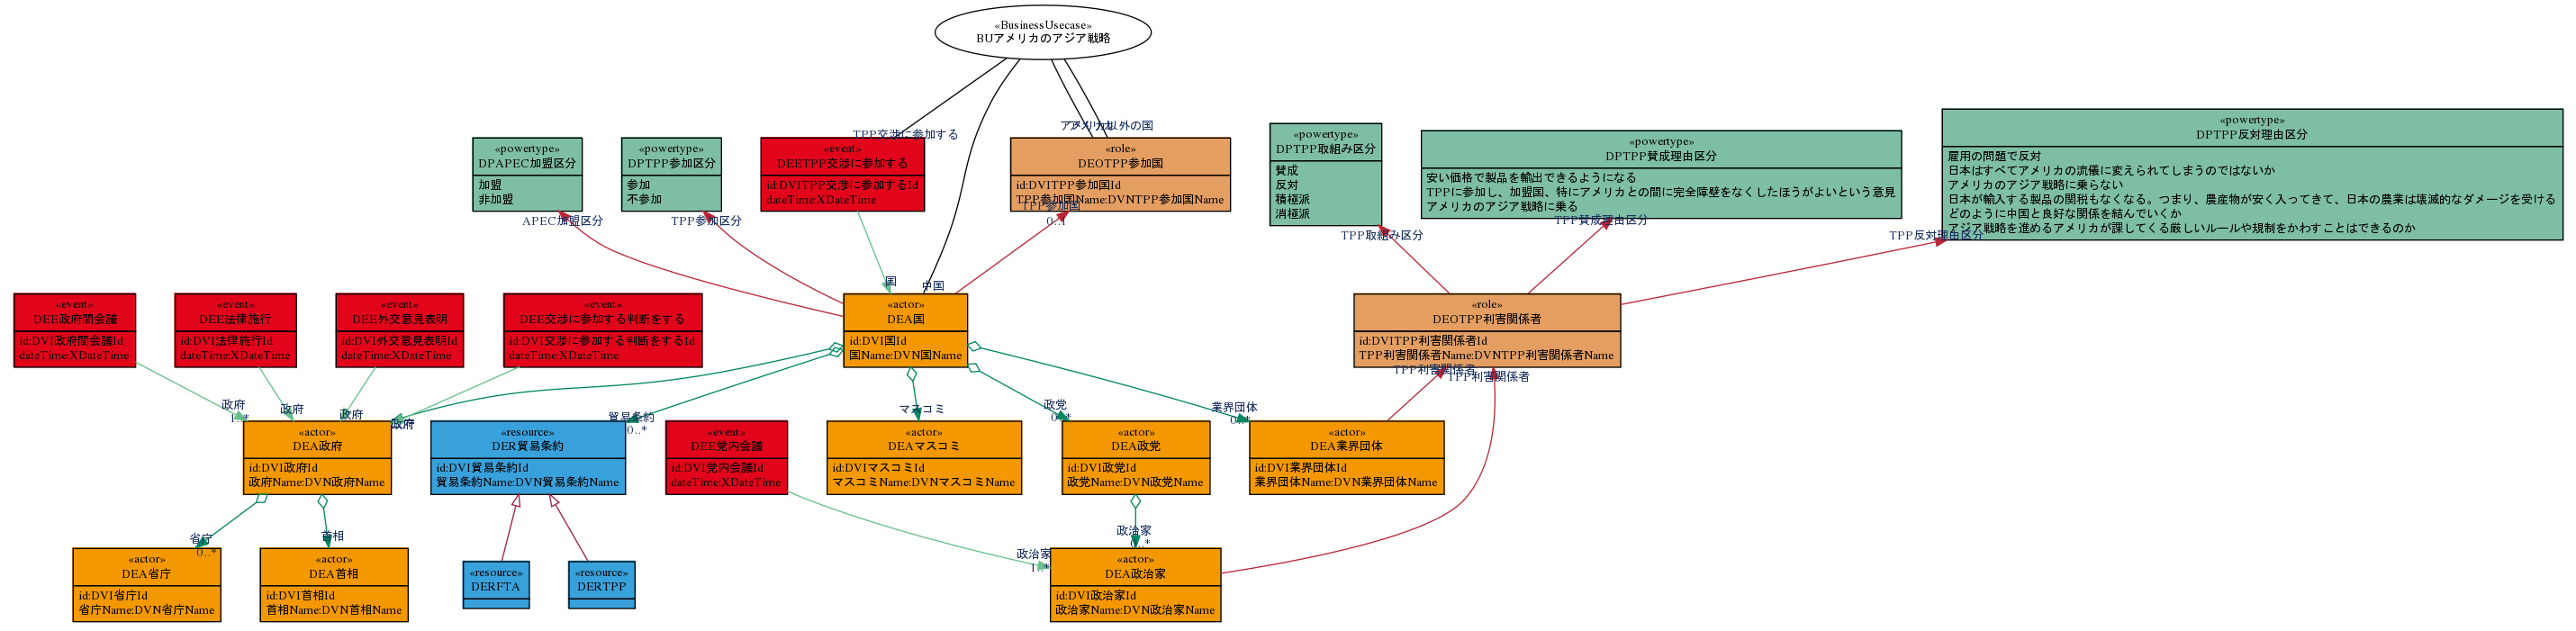 «BusinessUsecase»
BUアメリカのアジア戦略
アメリカ
アメリカ以外の国
TPP交渉に参加する
«powertype»
DPAPEC加盟区分
加盟
非加盟
APEC加盟区分
«powertype»
DPTPP参加区分
参加
不参加
TPP参加区分
«event»
DEETPP交渉に参加する
id:DVITPP交渉に参加するId
dateTime:XDateTime
«role»
DEOTPP参加国
id:DVITPP参加国Id
TPP参加国Name:DVNTPP参加国Name
TPP参加国
0..1
«powertype»
DPTPP取組み区分
賛成
反対
積極派
消極派
TPP取組み区分
«powertype»
DPTPP賛成理由区分
安い価格で製品を輸出できるようになる
TPPに参加し、加盟国、特にアメリカとの間に完全障壁をなくしたほうがよいという意見
アメリカのアジア戦略に乗る
TPP賛成理由区分
«powertype»
DPTPP反対理由区分
雇用の問題で反対
日本はすべてアメリカの流儀に変えられてしまうのではないか
アメリカのアジア戦略に乗らない
日本が輸入する製品の関税もなくなる。つまり、農産物が安く入ってきて、日本の農業は壊滅的なダメージを受ける
どのように中国と良好な関係を結んでいくか
アジア戦略を進めるアメリカが課してくる厳しいルールや規制をかわすことはできるのか
TPP反対理由区分
国
中国
«event»
DEE政府間会議
id:DVI政府間会議Id
dateTime:XDateTime
«event»
DEE法律施行
id:DVI法律施行Id
dateTime:XDateTime
«event»
DEE外交意見表明
id:DVI外交意見表明Id
dateTime:XDateTime
«event»
DEE交渉に参加する判断をする
id:DVI交渉に参加する判断をするId
dateTime:XDateTime
«actor»
DEA国
id:DVI国Id
国Name:DVN国Name
«role»
DEOTPP利害関係者
id:DVITPP利害関係者Id
TPP利害関係者Name:DVNTPP利害関係者Name
TPP利害関係者
TPP利害関係者
政府
1..*
政府
政府
政府
貿易条約
0..*
マスコミ
政党
0..*
業界団体
0..*
«actor»
DEA政府
id:DVI政府Id
政府Name:DVN政府Name
«resource»
DER貿易条約
id:DVI貿易条約Id
貿易条約Name:DVN貿易条約Name
«event»
DEE党内会議
id:DVI党内会議Id
dateTime:XDateTime
«actor»
DEAマスコミ
id:DVIマスコミId
マスコミName:DVNマスコミName
«actor»
DEA政党
id:DVI政党Id
政党Name:DVN政党Name
«actor»
DEA業界団体
id:DVI業界団体Id
業界団体Name:DVN業界団体Name
省庁
0..*
首相
政治家
0..*
政治家
1..*
«actor»
DEA省庁
id:DVI省庁Id
省庁Name:DVN省庁Name
«actor»
DEA首相
id:DVI首相Id
首相Name:DVN首相Name
«resource»
DERFTA
«resource»
DERTPP
«actor»
DEA政治家
id:DVI政治家Id
政治家Name:DVN政治家Name